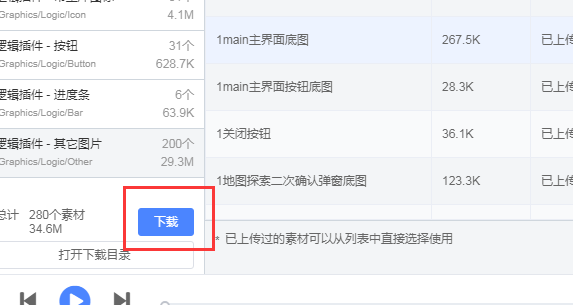 Graphics/Logic/Icon 4.1M
逻辑插件 - 按钮 31个
Graphics/Logic/Button 628.7K
逻辑插件 - 进度条 6个
Graphics/Logic/Bar 63.9K
逻辑插件 - 其它图片 200个
Graphics/Logic/Other 29.3M
总计 280个素材
34.6M
下载
打开下载目录
1main主界面底图 267.5K 已上传
1main主界面按钮底图 28.3K 已上传
1关闭按钮 36.1K 已上传
1地图探索二次确认弹窗底图 123.3K 已上传
* 已上传过的素材可以从列表中直接选择使用